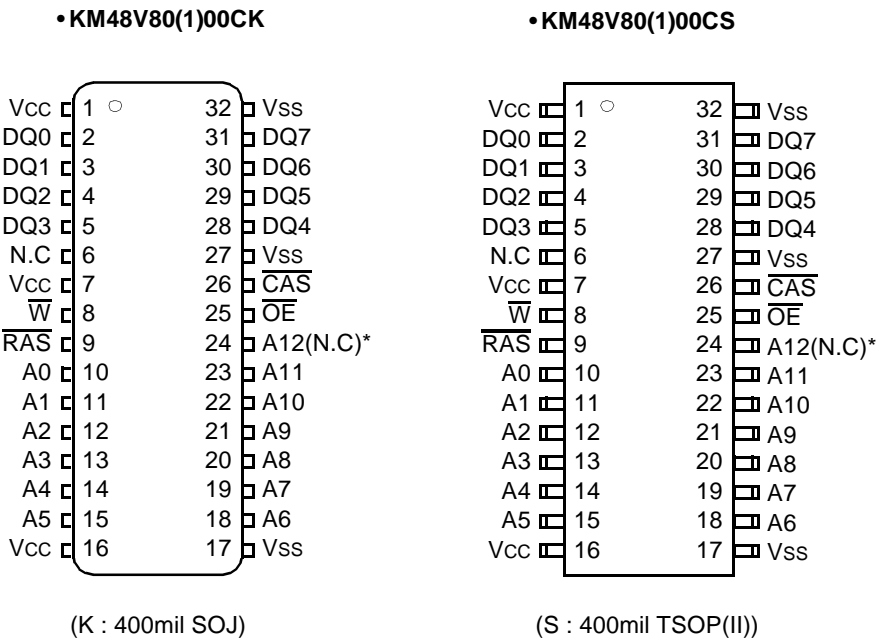 •KM48V80(1)00CK
VCC 1 32 VSS
DQ0 2 31 DQ7
DQ1 3 30 DQ6
DQ2 4 29 DQ5
DQ3 5 28 DQ4
N.C 6 27 VSS
VCC 7 26 CAS
W 8 25 OE
RAS 9 24 A12(N.C)*
A0 10 23 A11
A1 11 22 A10
A2 12 21 A9
A3 13 20 A8
A4 14 19 A7
A5 15 18 A6
VCC 16 17 VSS
(K : 400mil SOJ)
•KM48V80(1)00CS
VCC 1 32 VSS
DQ0 2 31 DQ7
DQ1 3 30 DQ6
DQ2 4 29 DQ5
DQ3 5 28 DQ4
N.C 6 27 VSS
VCC 7 26 CAS
W 8 25 OE
RAS 9 24 A12(N.C)*
A0 10 23 A11
A1 11 22 A10
A2 12 21 A9
A3 13 20 A8
A4 14 19 A7
A5 15 18 A6
VCC 16 17 VSS
(S : 400mil TSOP(II))